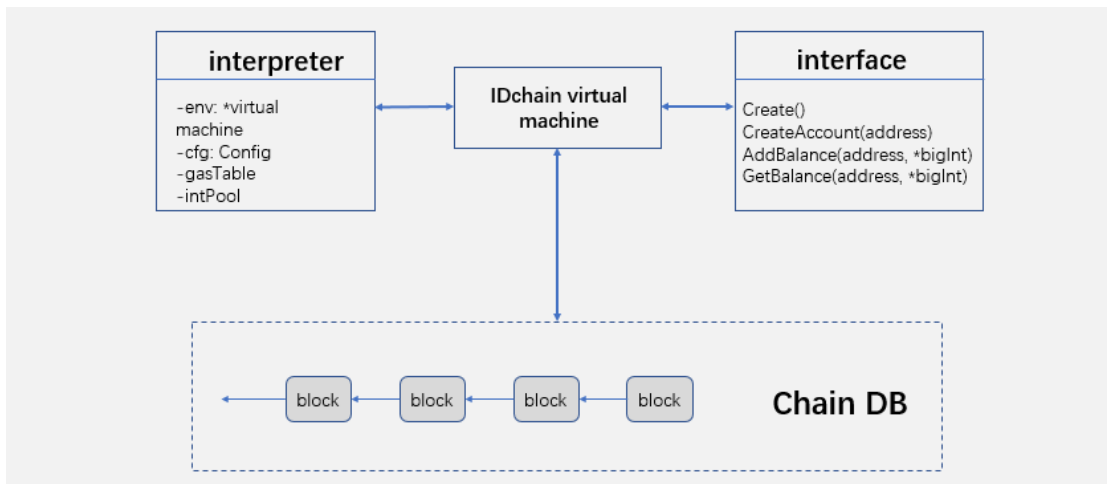 interpreter
-env: *virtual
machine
-cfg: Config
-gasTable
-intPool
IDchain virtual
machine
interface
Create()
CreateAccount(address)
AddBalance(address, *bigInt)
GetBalance(address, *bigInt)
block
block
block
block
Chain DB